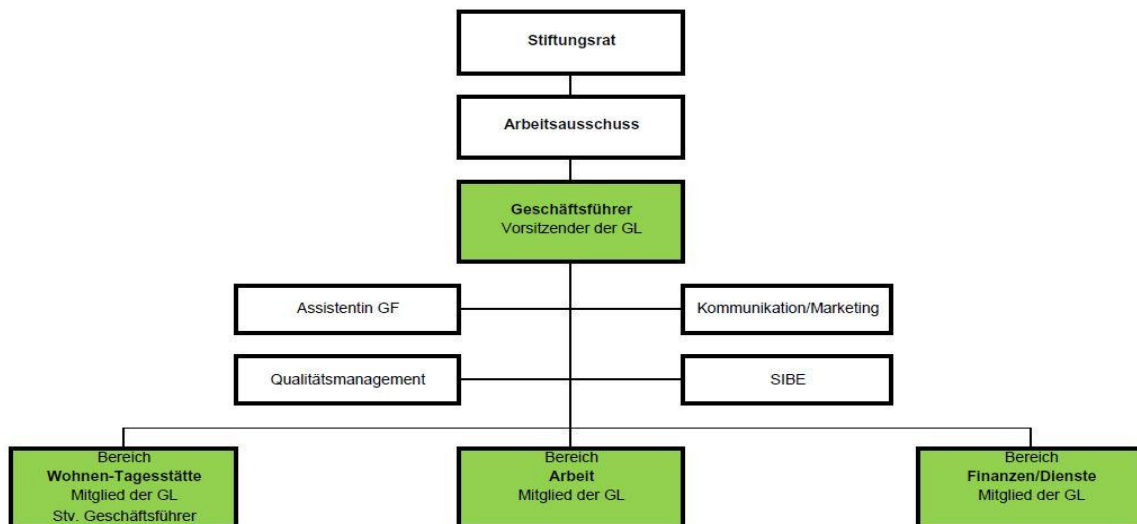 Stiftungsrat
Arbeitsausschuss
Geschäftsführer
Vorsitzender der GL
Assistentin GF
Kommunikation/Marketing
Qualitätsmanagement
SIBE
Bereich
Wohnen-Tagesstätte
Mitglied der GL
Stv. Geschäftsführer
Bereich
Arbeit
Mitglied der GL
Bereich
Finanzen/Dienste
Mitglied der GL